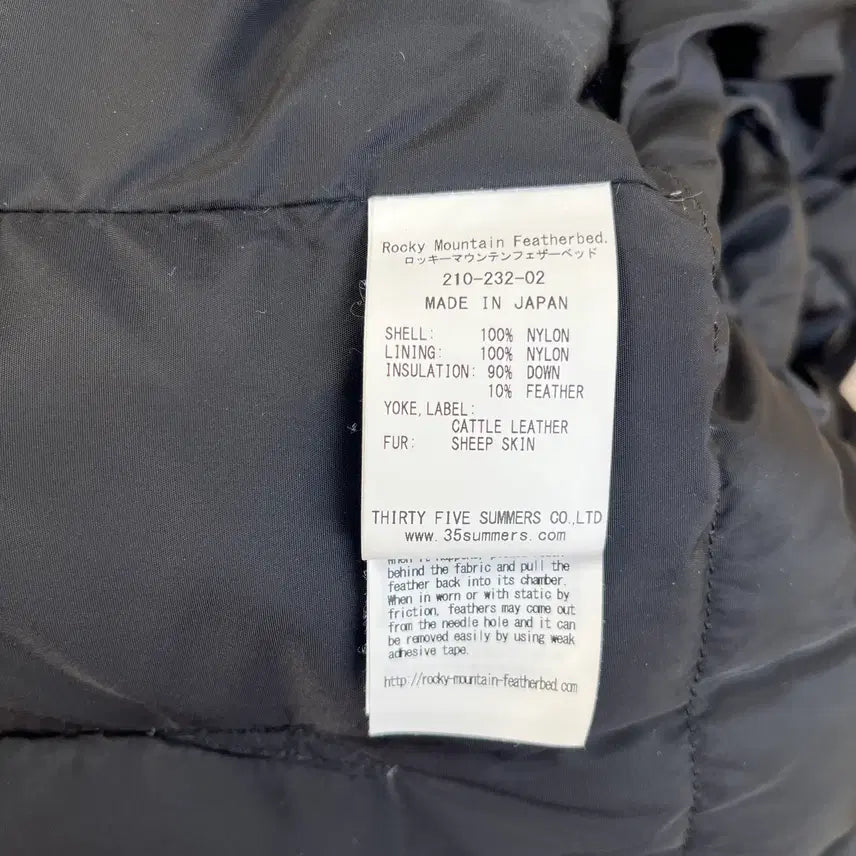 Rocky Mountain Featherbed.
ロッキーマウンテンフェザーベッド
210-232-02
MADE IN JAPAN
SHELL: 100% NYLON
LINING: 100% NYLON
INSULATION: 90% DOWN
10% FEATHER
YOKE,LABEL:
CATTLE LEATHER
FUR: SHEEP SKIN
THIRTY FIVE SUMMERS CO.,LTD
www.35summers.com
behind the fabric and pull the
feather back into its chamber.
When in worn or with static by
friction, feathers may come out
from the needle hole and it can
be removed easily by using weak
adhesive tape.
http://rocky-mountain-featherbed.com